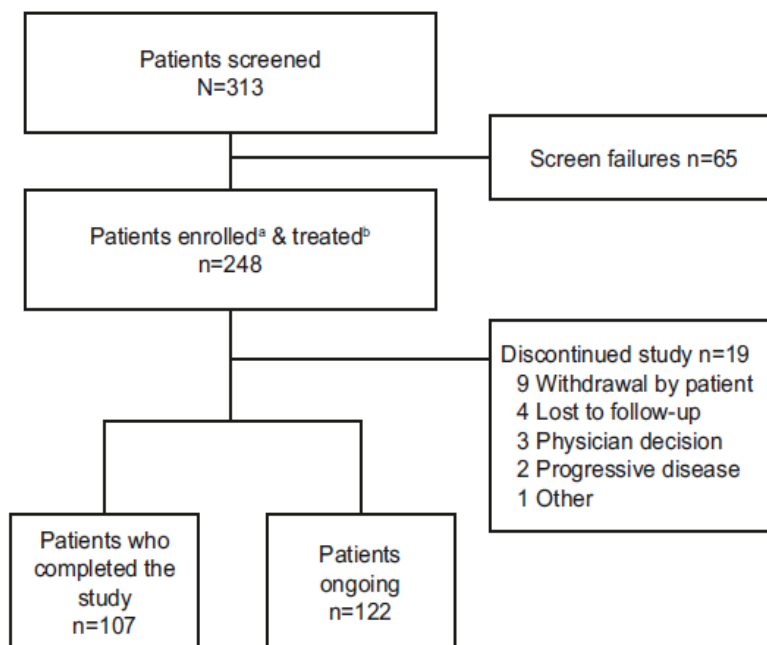 Patients screened
N=313
Screen failures n=65
Patients enrolledᵃ & treatedᵇ
n=248
Discontinued study n=19
9 Withdrawal by patient
4 Lost to follow-up
3 Physician decision
2 Progressive disease
1 Other
Patients who
completed the
study
n=107
Patients
ongoing
n=122